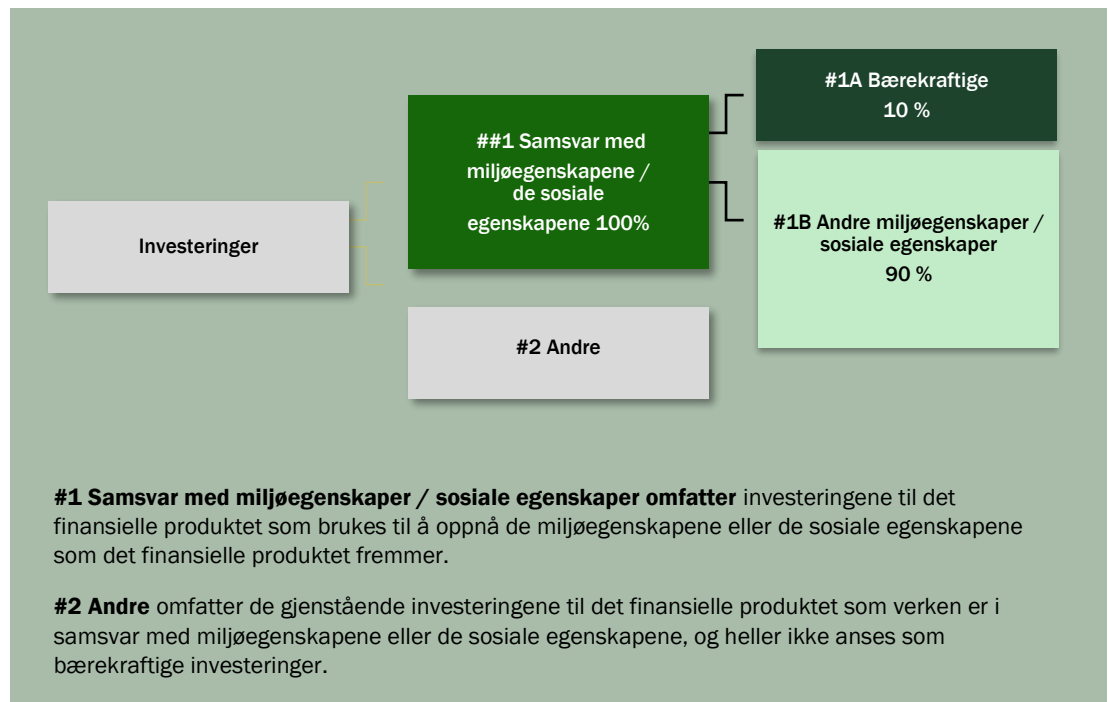 #1A Bærekraftige
10 %
##1 Samsvar med
miljøegenskapene /
de sosiale
egenskapene 100%
Investeringer
#1B Andre miljøegenskaper /
sosiale egenskaper
90 %
#2 Andre
#1 Samsvar med miljøegenskaper / sosiale egenskaper omfatter investeringene til det
finansielle produktet som brukes til å oppnå de miljøegenskapene eller de sosiale egenskapene
som det finansielle produktet fremmer.
#2 Andre omfatter de gjenstående investeringene til det finansielle produktet som verken er i
samsvar med miljøegenskapene eller de sosiale egenskapene, og heller ikke anses som
bærekraftige investeringer.